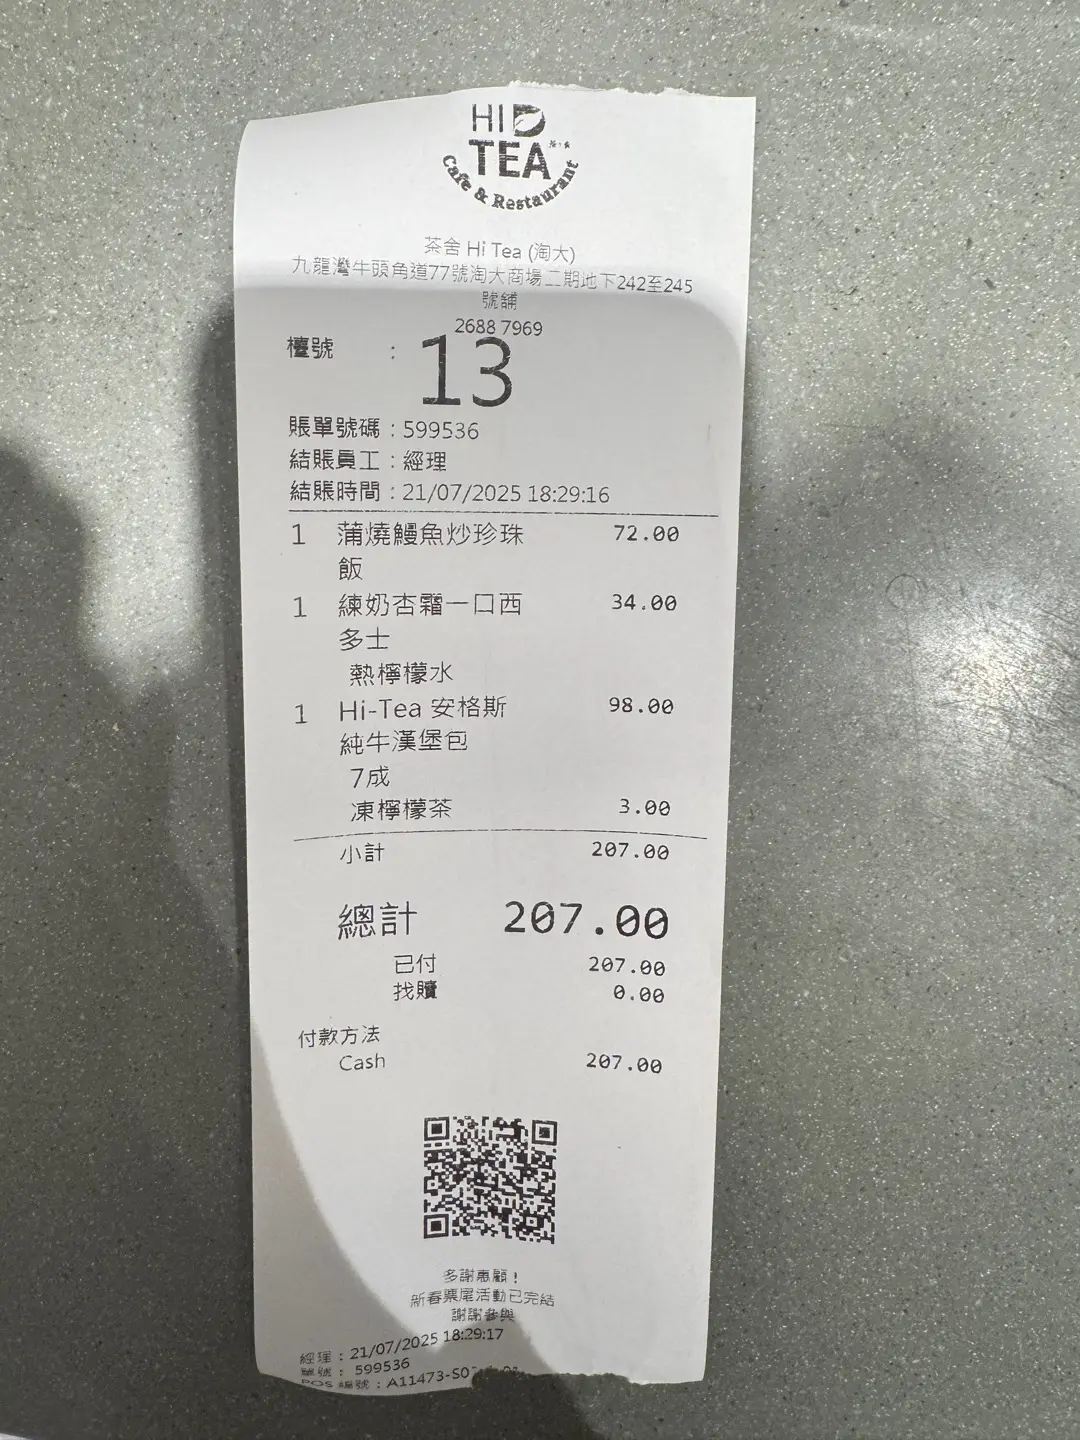 HI
TEA
Cafe & Restaurant
茶舍 Hi Tea (淘大)
九龍灣牛頭角道77號淘大商場二期地下242至245
號舖
2688 7969
檯號 : 13
賬單號碼 : 599536
結賬員工 : 經理
結賬時間 : 21/07/2025 18:29:16
1 蒲燒鰻魚炒珍珠 72.00
飯
1 練奶杏霜一口西 34.00
多士
熱檸檬水
1 Hi-Tea 安格斯 98.00
純牛漢堡包
7成
凍檸檬茶 3.00
小計 207.00
總計 207.00
已付 207.00
找贖 0.00
付款方法
Cash 207.00
多謝惠顧！
新春票尾活動已完結
謝謝參與
經理 : 21/07/2025 18:29:17
單號 : 599536
POS 編號 : A11473-S0